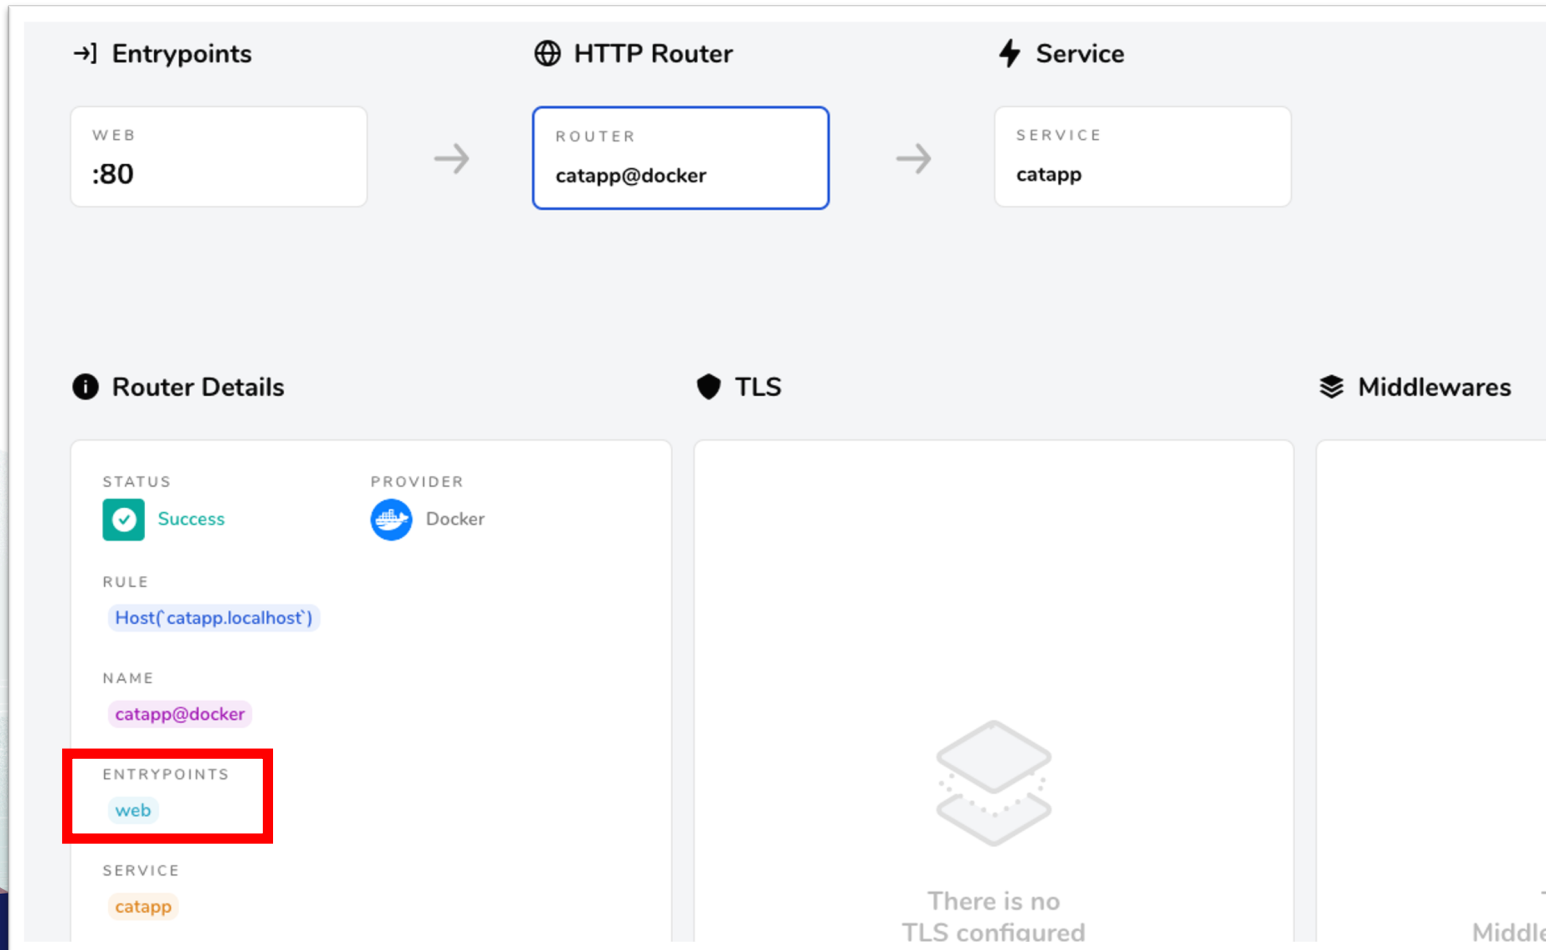 Entrypoints
HTTP Router
Service
WEB
:80
ROUTER
catapp@docker
SERVICE
catapp
Router Details
TLS
Middlewares
STATUS
PROVIDER
Success
Docker
RULE
Host(`catapp.localhost`)
NAME
catapp@docker
ENTRYPOINTS
web
SERVICE
catapp
There is no
TLS configured